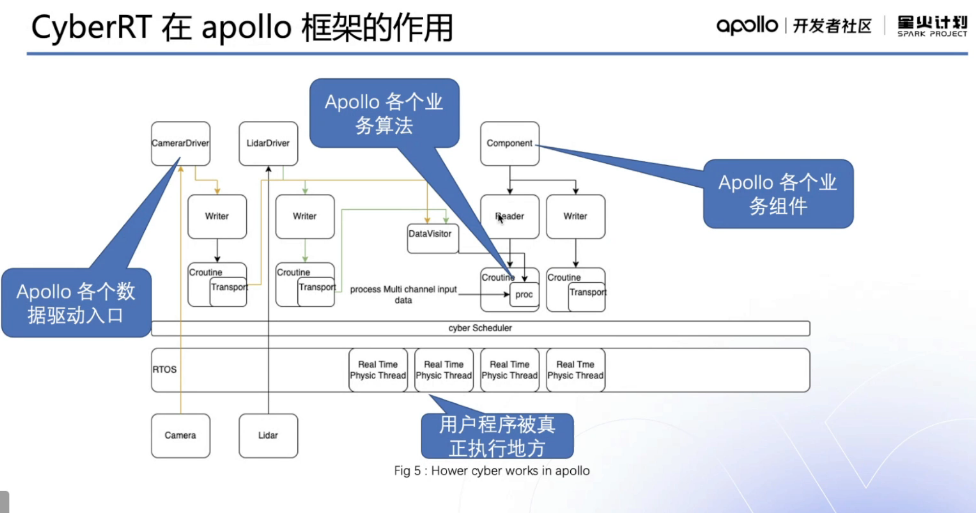 CyberRT 在 apollo 框架的作用
apollo | 开发者社区 | 星火计划
SPARK PROJECT
Apollo 各个业
务算法
CamerarDriver
LidarDriver
Component
Apollo 各个业
务组件
Writer
Writer
Reader
Writer
DataVisitor
Apollo 各个数
据驱动入口
Croutine
Transport
Croutine
Transport
process Multi channel input
data
Croutine
proc
Croutine
Transport
cyber Scheduler
RTOS
Real Tme
Physic Thread
Real Tme
Physic Thread
Real Tme
Physic Thread
Real Tme
Physic Thread
Camera
Lidar
用户程序被真
正执行地方
Fig 5 : Hower cyber works in apollo